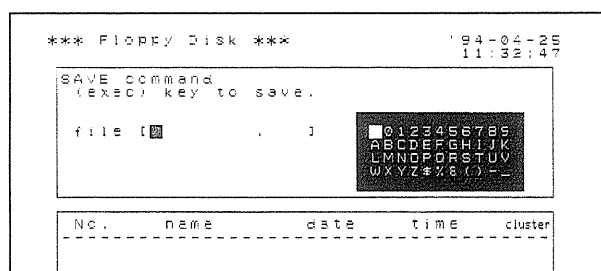 *** Floppy Disk *** '94-04-25
11:32:47
SAVE command
(exec) key to save.
file [ . ]
0123456789
ABCDEFGHIJK
LMNOPQRSTUV
WXYZ#%&()-_
No. name date time cluster